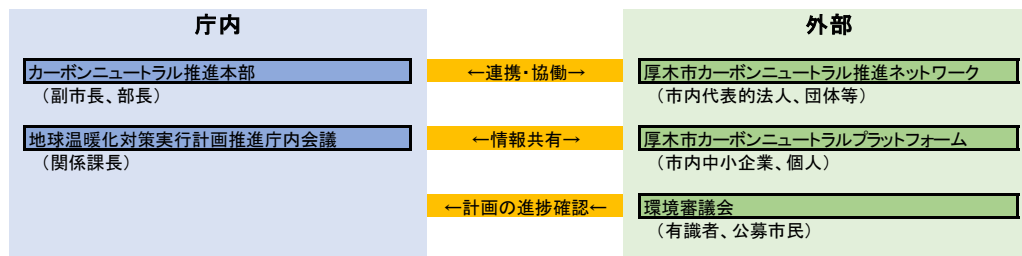 庁内
外部
カーボンニュートラル推進本部
←連携・協働→
厚木市カーボンニュートラル推進ネットワーク
（副市長、部長）
（市内代表的法人、団体等）
地球温暖化対策実行計画推進庁内会議
←情報共有→
厚木市カーボンニュートラルプラットフォーム
（関係課長）
（市内中小企業、個人）
←計画の進捗確認←
環境審議会
（有識者、公募市民）